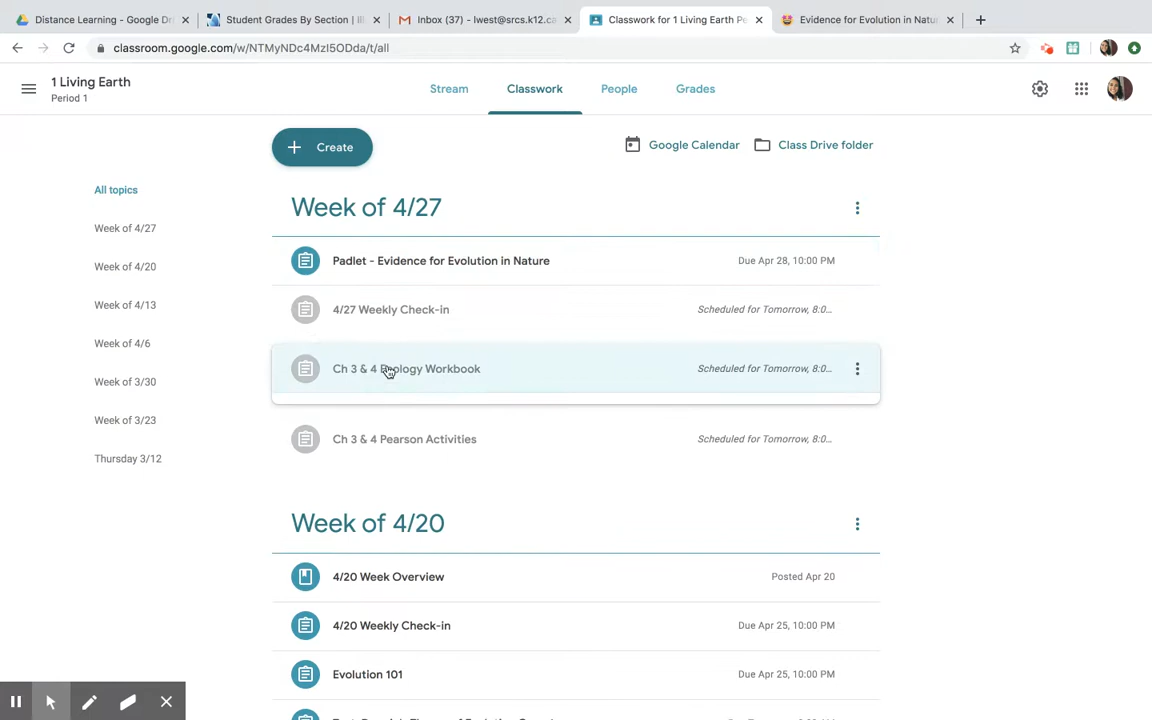 Distance Learning - Google Dri
Student Grades By Section | Illu
Inbox (37) - lwest@srcs.k12.ca.
Classwork for 1 Living Earth Pe
Evidence for Evolution in Natu
classroom.google.com/w/NTMyNDc4MzI5ODda/t/all
1 Living Earth
Period 1
Stream
Classwork
People
Grades
Create
Google Calendar
Class Drive folder
All topics
Week of 4/27
Week of 4/20
Week of 4/13
Week of 4/6
Week of 3/30
Week of 3/23
Thursday 3/12
Week of 4/27
Padlet - Evidence for Evolution in Nature
Due Apr 28, 10:00 PM
4/27 Weekly Check-in
Scheduled for Tomorrow, 8:0...
Ch 3 & 4 Biology Workbook
Scheduled for Tomorrow, 8:0...
Ch 3 & 4 Pearson Activities
Scheduled for Tomorrow, 8:0...
Week of 4/20
4/20 Week Overview
Posted Apr 20
4/20 Weekly Check-in
Due Apr 25, 10:00 PM
Evolution 101
Due Apr 25, 10:00 PM